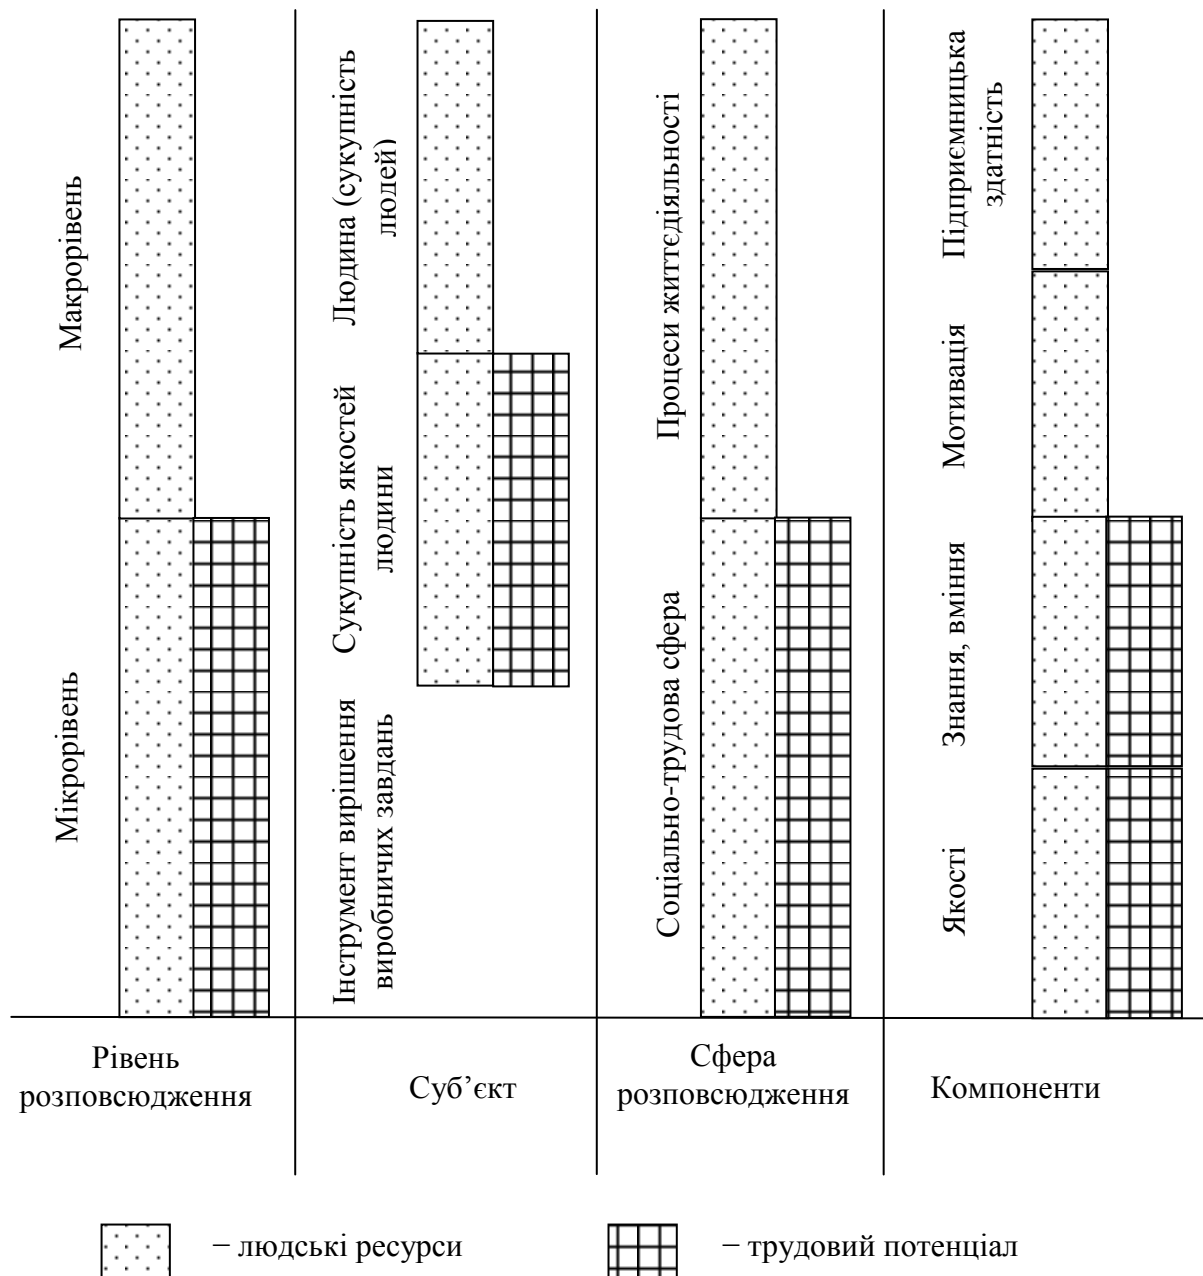 Макрорівень
Мікрорівень
Людина (сукупність
людей)
Сукупність якостей
людини
Інструмент вирішення
виробничих завдань
Процеси життєдіяльності
Соціально-трудова сфера
Підприємницька
здатність
Мотивація
Знання, вміння
Якості
Рівень
розповсюдження
Суб’єкт
Сфера
розповсюдження
Компоненти
– людські ресурси
– трудовий потенціал